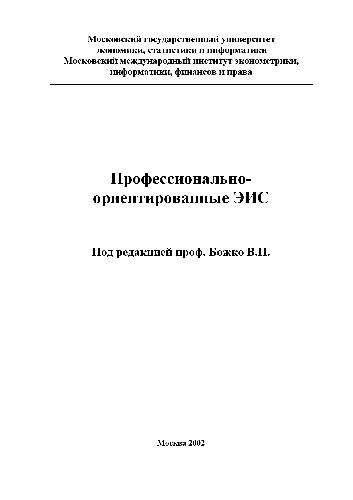 Московский государственный университет
экономики, статистики и информатики
Московский международный институт эконометрики,
информатики, финансов и права
Профессионально-
ориентированные ЭИС
Под редакцией проф. Божко В.П.
Москва 2002